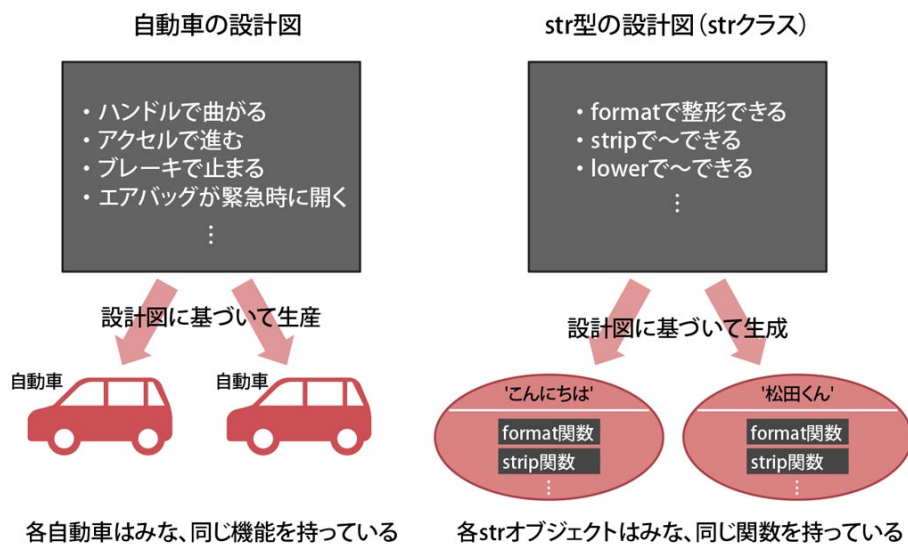 自動車の設計図
・ハンドルで曲がる
・アクセルで進む
・ブレーキで止まる
・エアバッグが緊急時に開く
⋮
設計図に基づいて生産
自動車
自動車
各自動車はみな、同じ機能を持っている
str型の設計図（strクラス）
・formatで整形できる
・stripで～できる
・lowerで～できる
⋮
設計図に基づいて生成
'こんにちは'
format関数
strip関数
⋮
'松田くん'
format関数
strip関数
⋮
各strオブジェクトはみな、同じ関数を持っている